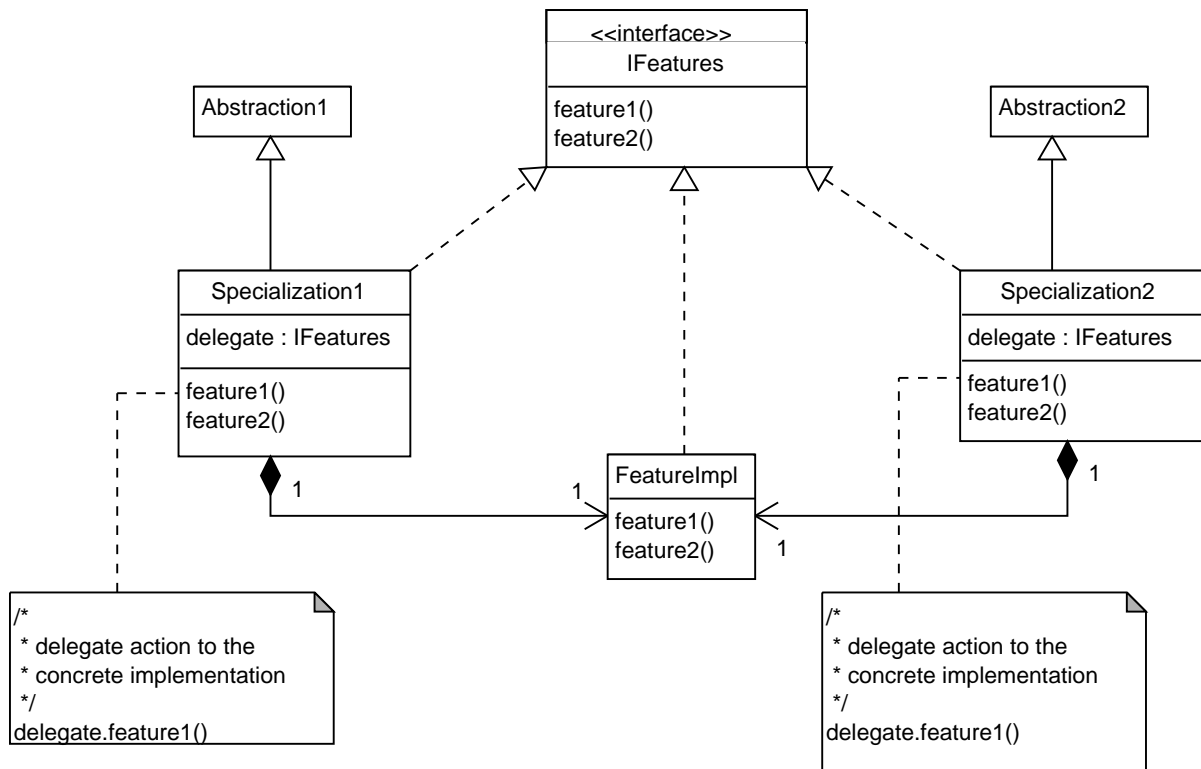 <<interface>>
IFeatures
feature1()
feature2()
Abstraction1
Abstraction2
Specialization1
delegate : IFeatures
feature1()
feature2()
Specialization2
delegate : IFeatures
feature1()
feature2()
1
1
FeatureImpl
feature1()
feature2()
1
1
/*
* delegate action to the
* concrete implementation
*/
delegate.feature1()
/*
* delegate action to the
* concrete implementation
*/
delegate.feature1()